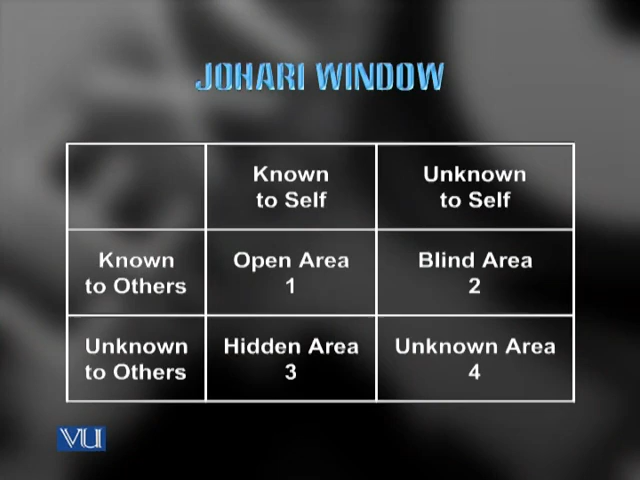 JOHARI WINDOW
Known
to Self
Unknown
to Self
Known
to Others
Open Area
1
Blind Area
2
Unknown
to Others
Hidden Area
3
Unknown Area
4
VU